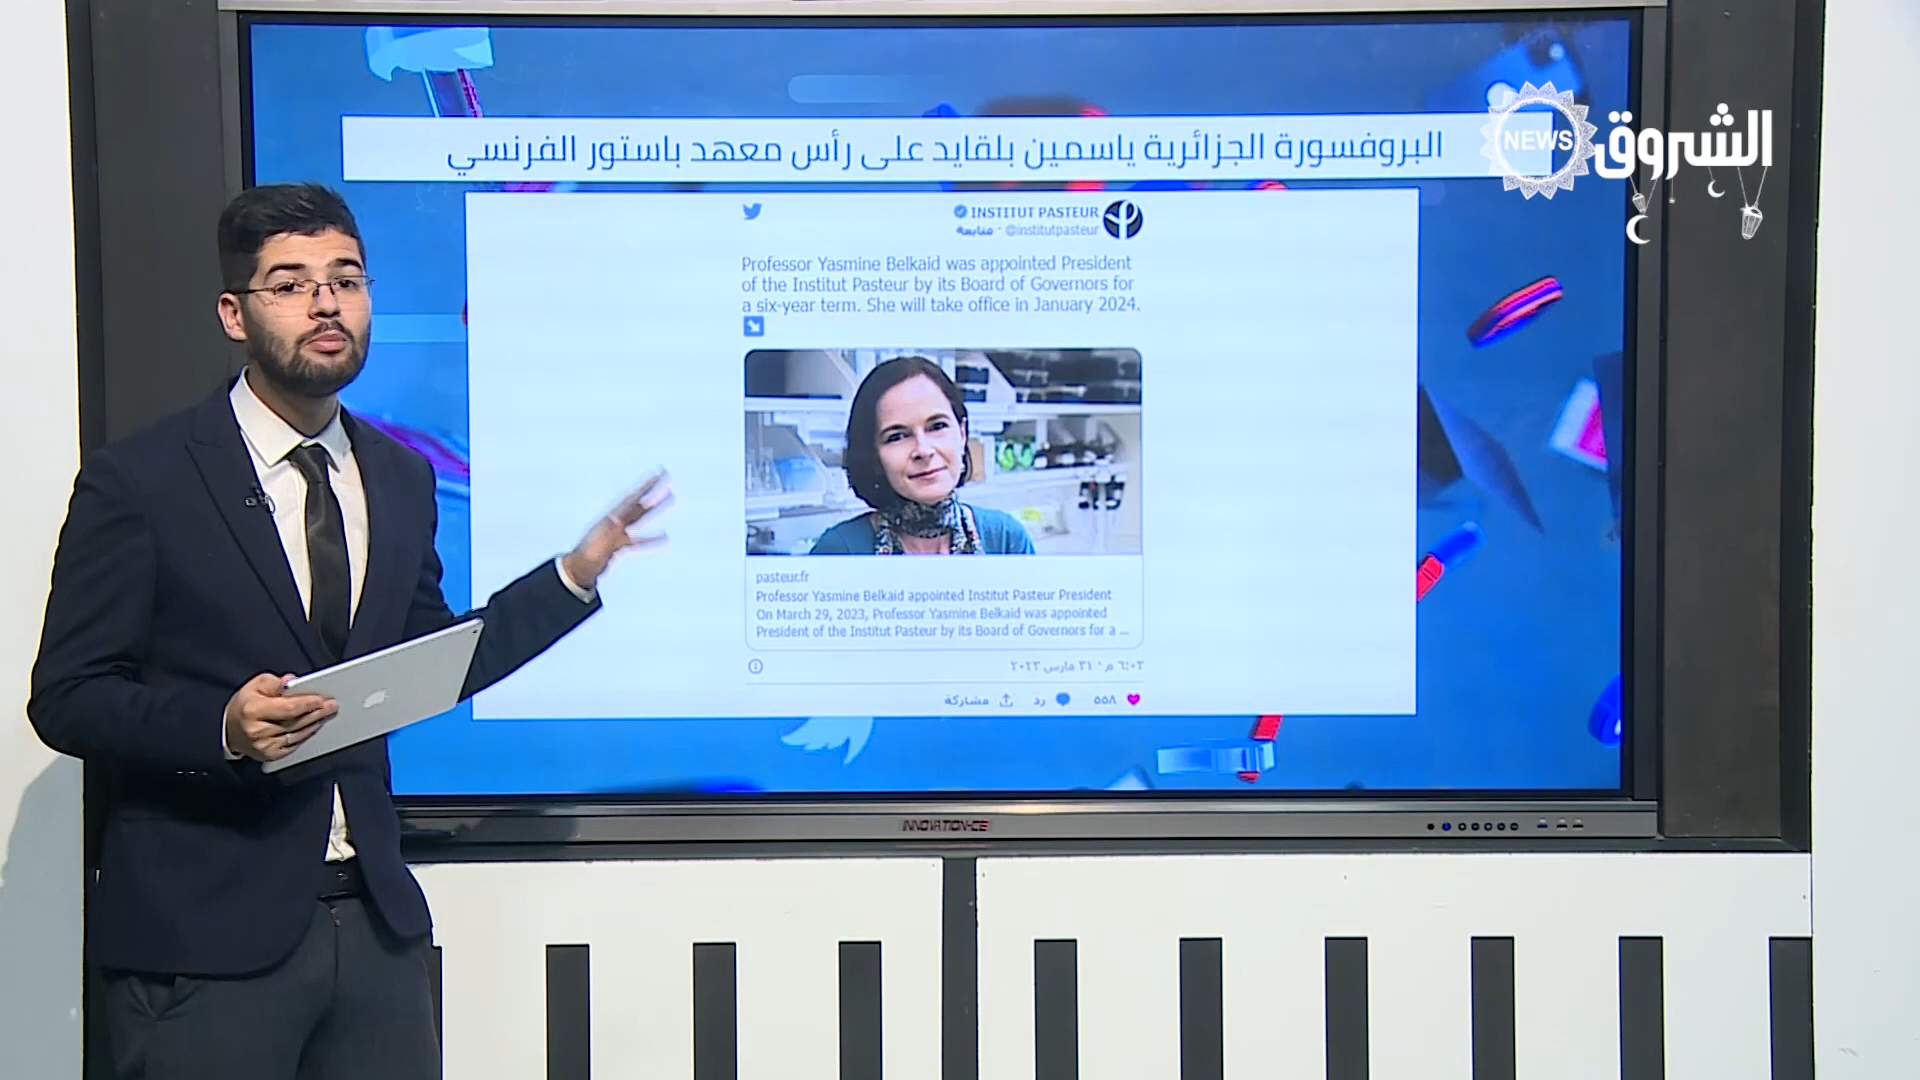 البروفسورة الجزائرية ياسمين بلقايد على رأس معهد باستور الفرنسي
NEWS
الشروق
INSTITUT PASTEUR
@institutpasteur · متابعة
Professor Yasmine Belkaid was appointed President
of the Institut Pasteur by its Board of Governors for
a six-year term. She will take office in January 2024.
pasteur.fr
Professor Yasmine Belkaid appointed Institut Pasteur President
On March 29, 2023, Professor Yasmine Belkaid was appointed
President of the Institut Pasteur by its Board of Governors for a ...
٦:٠٣ م · ٣١ مارس ٢٠٢٣
٥٥٨ رد مشاركة
INNOVATION-CE